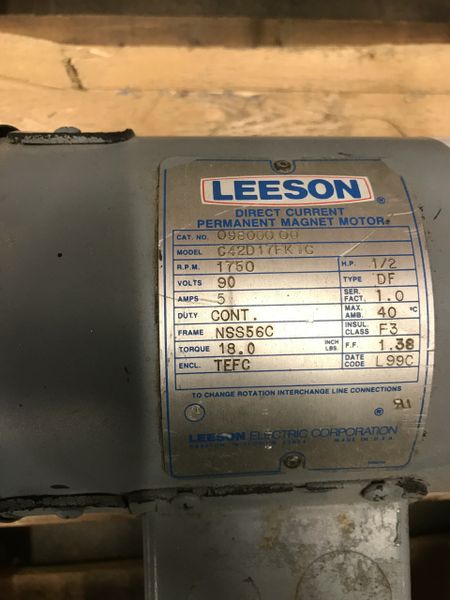 LEESON ®
DIRECT CURRENT
PERMANENT MAGNET MOTOR
CAT. NO. 098000.00
MODEL C42D17FK1C
R.P.M. 1750 H.P. 1/2
VOLTS 90 TYPE DF
AMPS 5 SER. FACT. 1.0
DUTY CONT. MAX. AMB. 40 °C
FRAME NSS56C INSUL. CLASS F3
TORQUE 18.0 INCH LBS. F.F. 1.38
ENCL. TEFC DATE CODE L99C
TO CHANGE ROTATION INTERCHANGE LINE CONNECTIONS
®
LEESON ELECTRIC CORPORATION
MADE IN U.S.A.